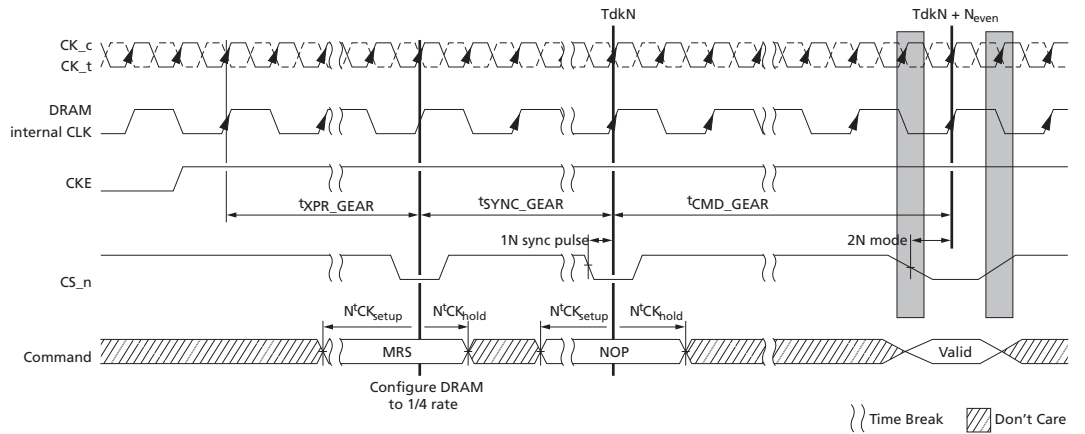 TdkN
TdkN + Neven
CK_c
CK_t
DRAM
internal CLK
CKE
tXPR_GEAR
tSYNC_GEAR
tCMD_GEAR
1N sync pulse
2N mode
CS_n
NtCKsetup
NtCKhold
NtCKsetup
NtCKhold
Command
MRS
NOP
Valid
Configure DRAM
to 1/4 rate
Time Break
Don't Care